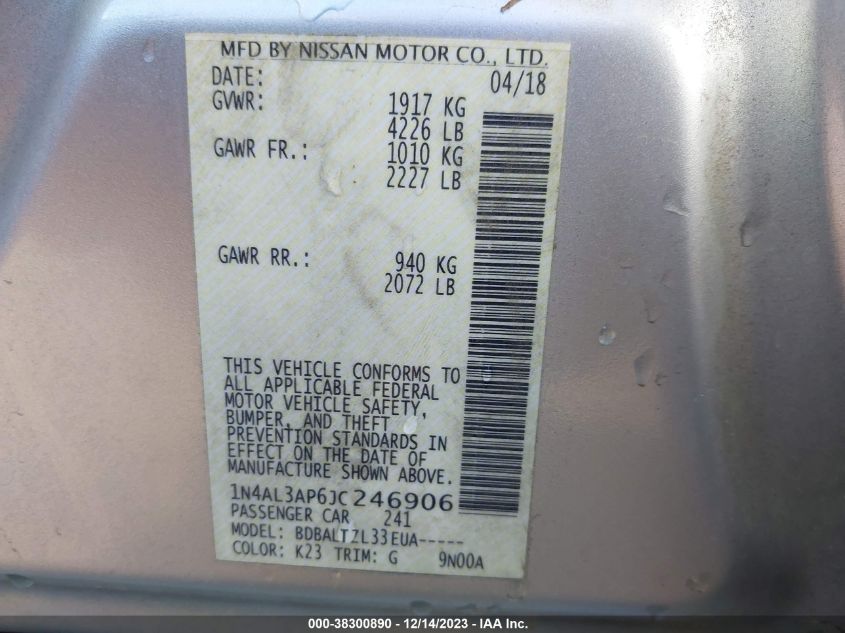 MFD BY NISSAN MOTOR CO., LTD.
DATE: 04/18
GVWR: 1917 KG
4226 LB
GAWR FR.: 1010 KG
2227 LB
GAWR RR.: 940 KG
2072 LB
THIS VEHICLE CONFORMS TO
ALL APPLICABLE FEDERAL
MOTOR VEHICLE SAFETY,
BUMPER, AND THEFT
PREVENTION STANDARDS IN
EFFECT ON THE DATE OF
MANUFACTURE SHOWN ABOVE.
1N4AL3AP6JC246906
PASSENGER CAR 241
MODEL: BDBALTZL33EUA-----
COLOR: K23 TRIM: G 9N00A
000-38300890 - 12/14/2023 - IAA Inc.